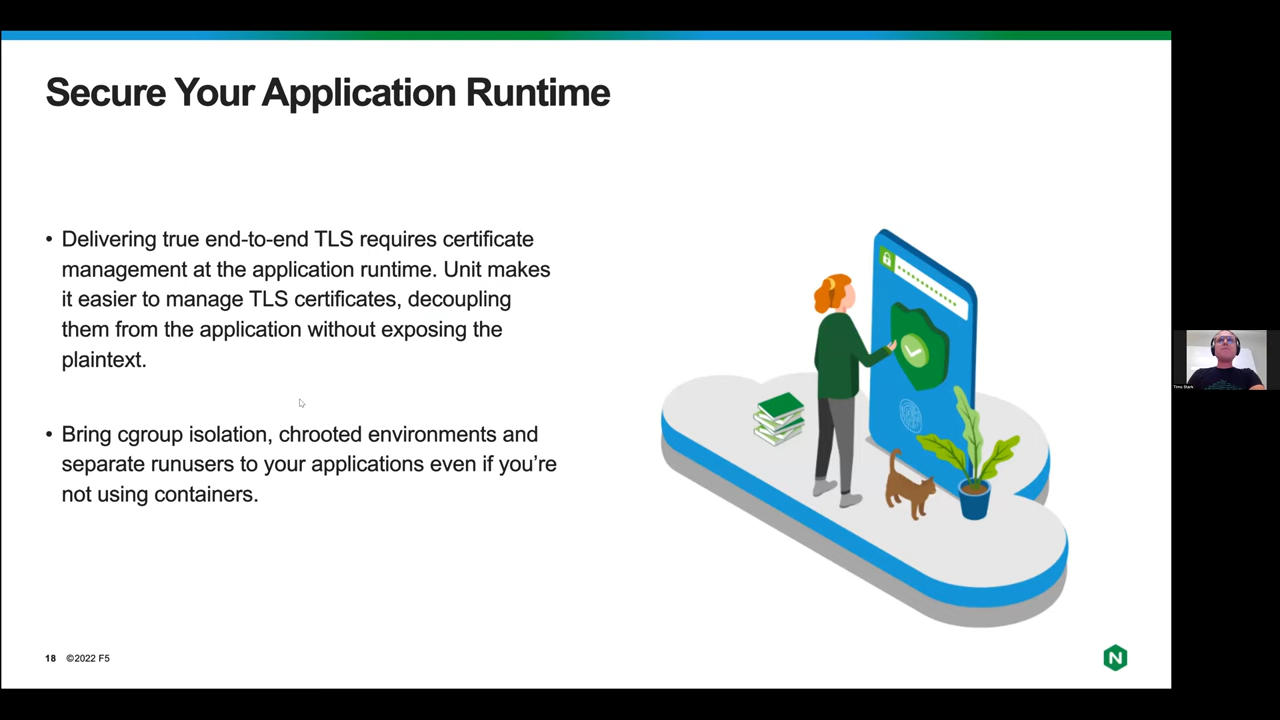 Secure Your Application Runtime
• Delivering true end-to-end TLS requires certificate
management at the application runtime. Unit makes
it easier to manage TLS certificates, decoupling
them from the application without exposing the
plaintext.
• Bring cgroup isolation, chrooted environments and
separate runusers to your applications even if you’re
not using containers.
18 ©2022 F5
N
Timo Stark